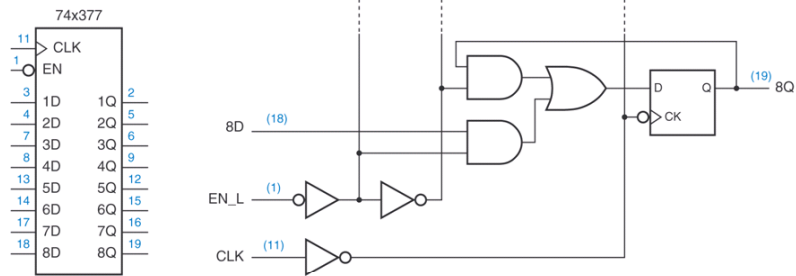 74x377
11
CLK
1
EN
3 1D 1Q 2
4 2D 2Q 5
7 3D 3Q 6
8 4D 4Q 9
13 5D 5Q 12
14 6D 6Q 15
17 7D 7Q 16
18 8D 8Q 19
8D (18)
EN_L (1)
CLK (11)
D Q (19) 8Q
CK